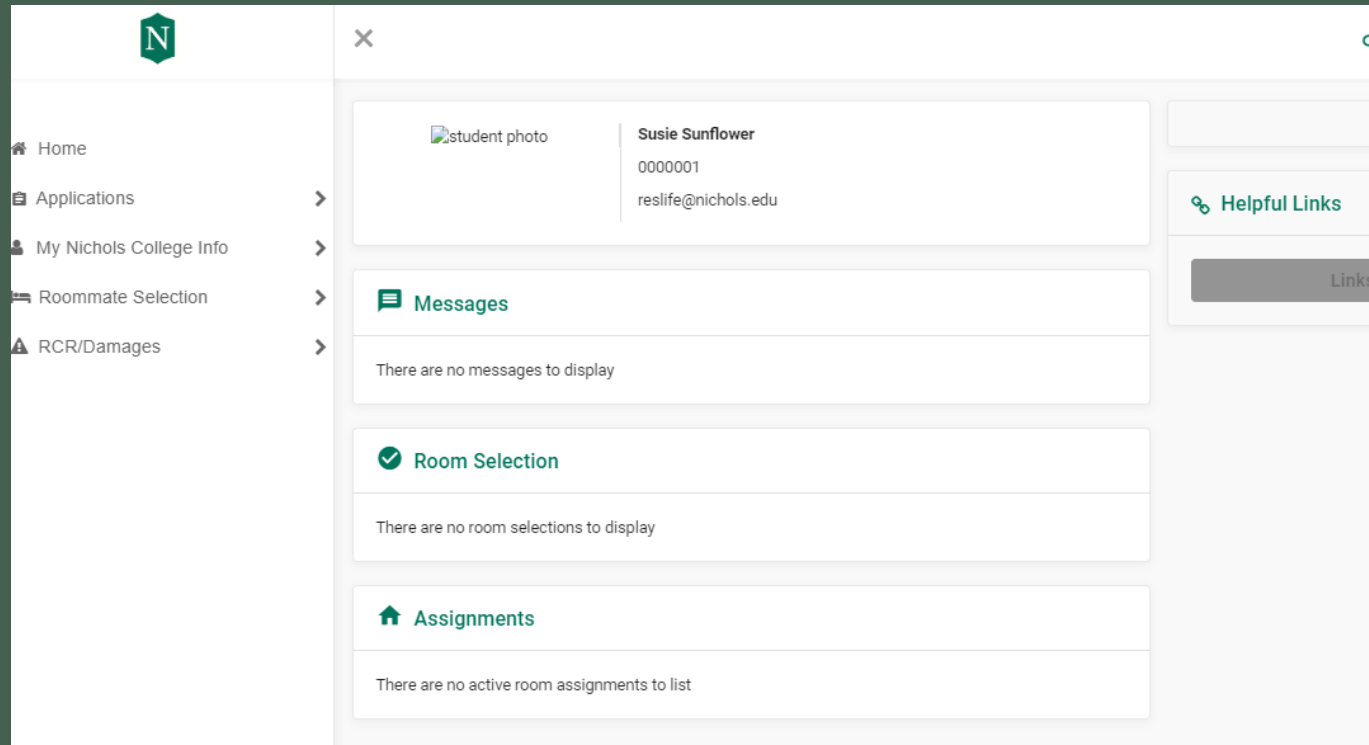 N
Home
Applications
My Nichols College Info
Roommate Selection
RCR/Damages
student photo
Susie Sunflower
0000001
reslife@nichols.edu
Messages
There are no messages to display
Room Selection
There are no room selections to display
Assignments
There are no active room assignments to list
Helpful Links
Links